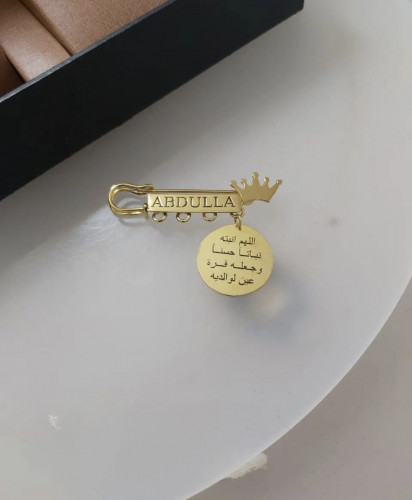 ABDULLA
اللهم انبته
نباتا حسنا
وجعله قرة
عين لوالديه